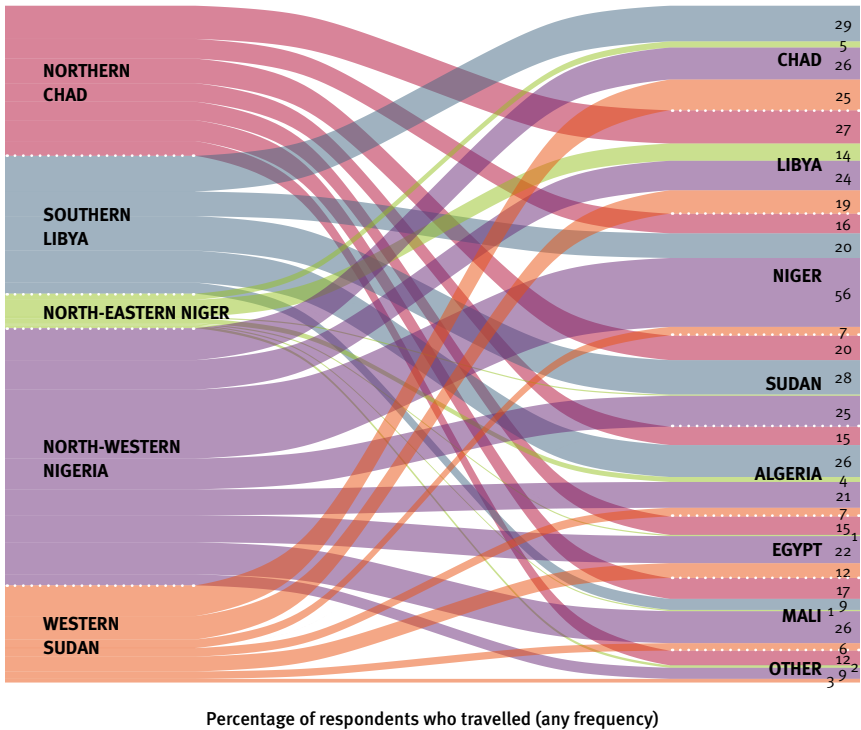 29
5
CHAD
26
NORTHERN
CHAD
25
27
14
LIBYA
24
19
SOUTHERN
LIBYA
16
20
NIGER
56
NORTH-EASTERN NIGER
7
20
28
SUDAN
25
NORTH-WESTERN
NIGERIA
15
26
ALGERIA
4
21
7
15
1
EGYPT
22
12
17
WESTERN
SUDAN
MALI
1
9
26
6
12
2
OTHER
9
3
Percentage of respondents who travelled (any frequency)